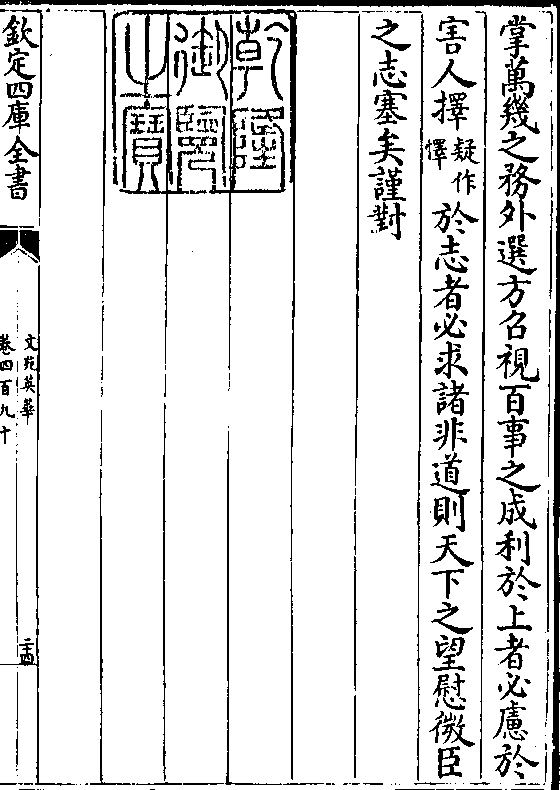 掌萬幾之務外選方召視百事之成利於上者必慮於
害人擇疑作懌於志者必求諸非道則天下之望慰微臣
之志塞矣謹對
乾隆御覽之寶
欽定四庫全書
文苑英華
卷四百九十
二十四